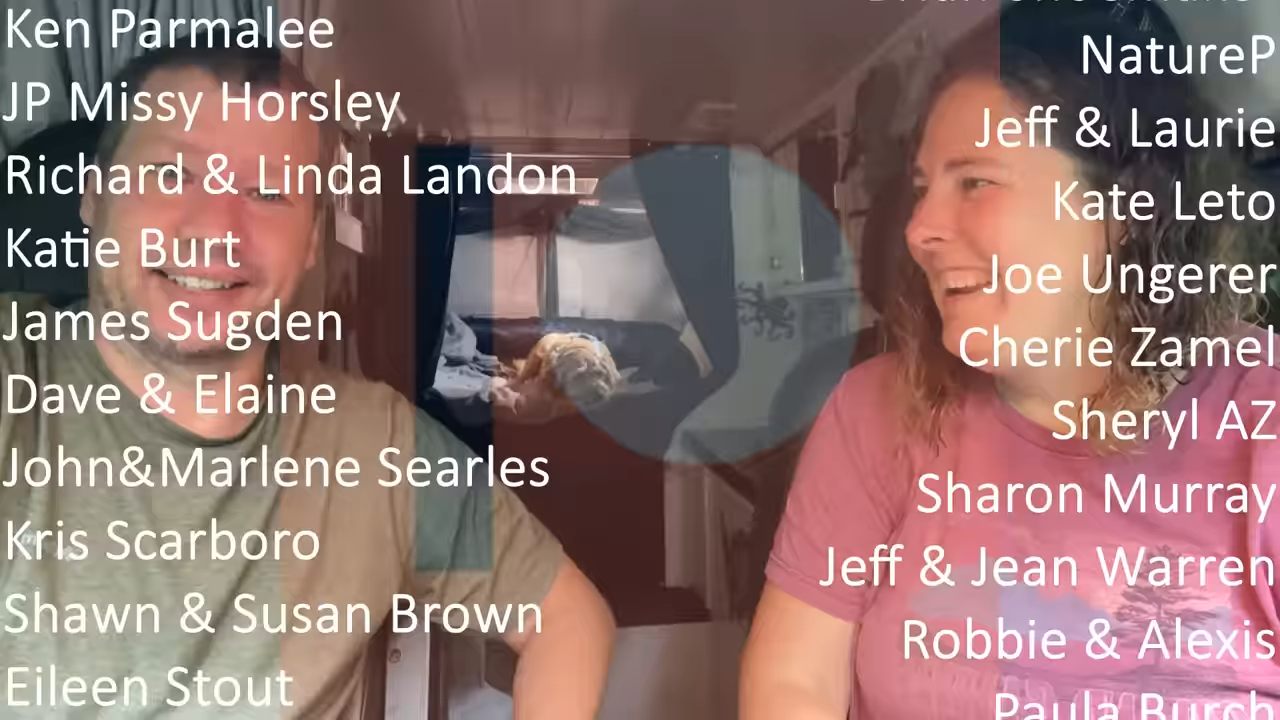 Ken Parmalee
JP Missy Horsley
Richard & Linda Landon
Katie Burt
James Sugden
Dave & Elaine
John&Marlene Searles
Kris Scarboro
Shawn & Susan Brown
Eileen Stout
NatureP
Jeff & Laurie
Kate Leto
Joe Ungerer
Cherie Zamel
Sheryl AZ
Sharon Murray
Jeff & Jean Warren
Robbie & Alexis
Paula Burch